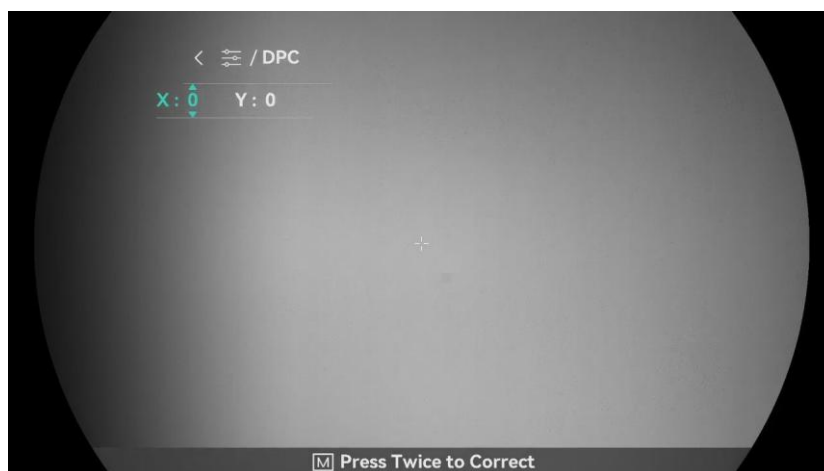 / DPC
X: 0 Y: 0
M Press Twice to Correct